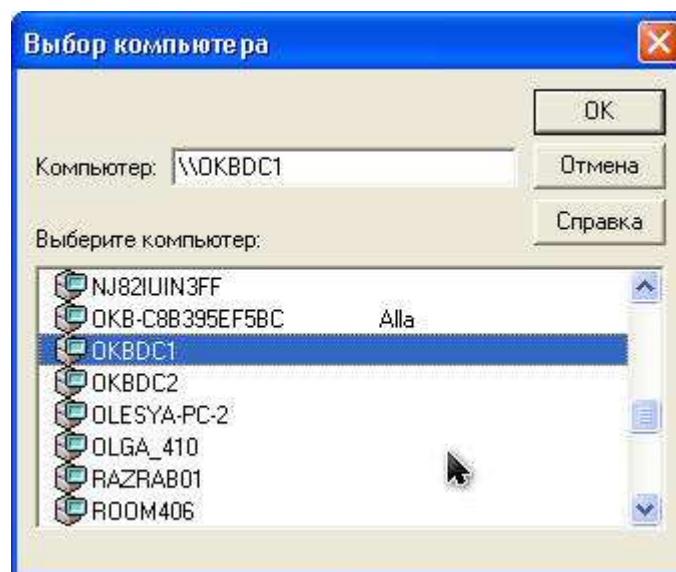 Выбор компьютера
OK
Компьютер: \\OKBDC1
Отмена
Справка
Выберите компьютер:
NJ82IUIN3FF
OKB-C8B395EF5BC Alla
OKBDC1
OKBDC2
OLESYA-PC-2
OLGA_410
RAZRAB01
ROOM406